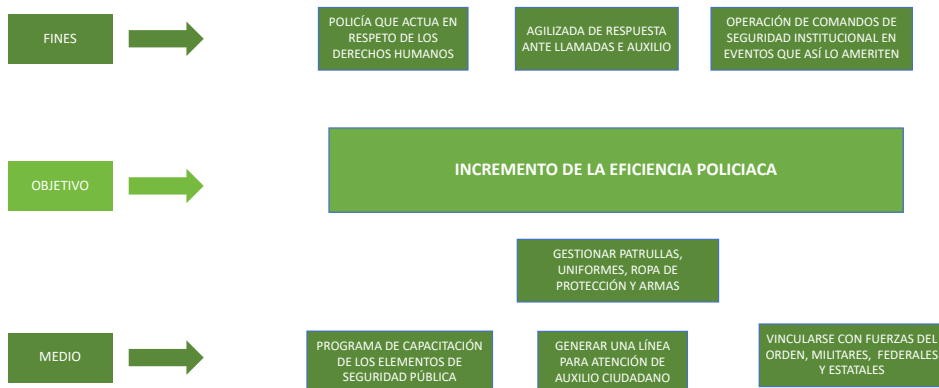 FINES
POLICÍA QUE ACTUA EN
RESPETO DE LOS
DERECHOS HUMANOS
AGILIZADA DE RESPUESTA
ANTE LLAMADAS E AUXILIO
OPERACIÓN DE COMANDOS DE
SEGURIDAD INSTITUCIONAL EN
EVENTOS QUE ASÍ LO AMERITEN
OBJETIVO
INCREMENTO DE LA EFICIENCIA POLICIACA
GESTIONAR PATRULLAS,
UNIFORMES, ROPA DE
PROTECCIÓN Y ARMAS
MEDIO
PROGRAMA DE CAPACITACIÓN
DE LOS ELEMENTOS DE
SEGURIDAD PÚBLICA
GENERAR UNA LÍNEA
PARA ATENCIÓN DE
AUXILIO CIUDADANO
VINCULARSE CON FUERZAS DEL
ORDEN, MILITARES, FEDERALES
Y ESTATALES